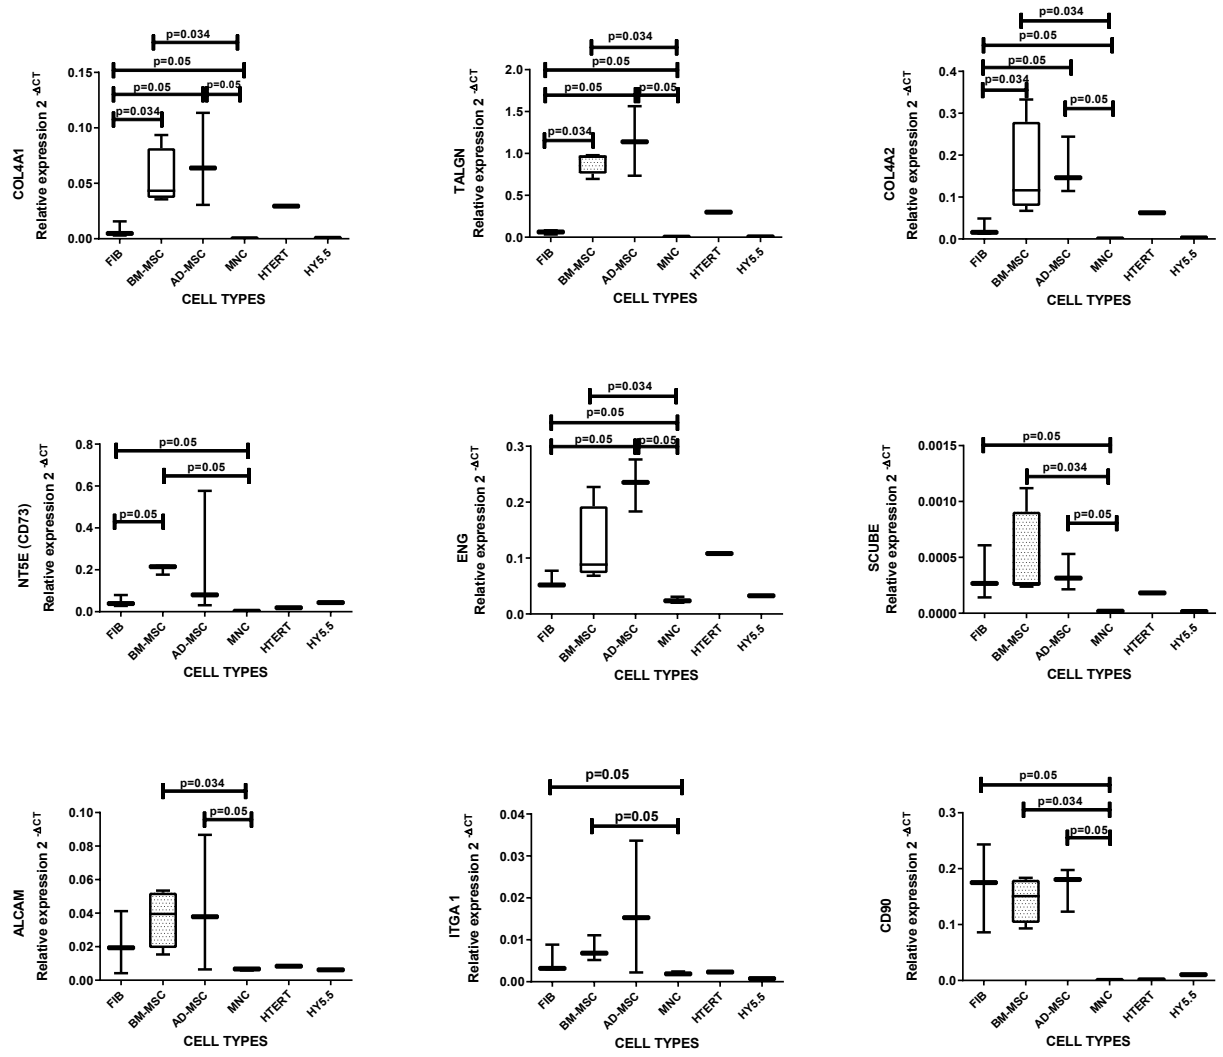 p=0.034
p=0.05
p=0.05
p=0.05
p=0.034
COL4A1
Relative expression 2 -ΔCT
0.15
0.10
0.05
0.00
FIB
BM-MSC
AD-MSC
MNC
HTERT
HY5.5
CELL TYPES
p=0.034
p=0.05
p=0.05
p=0.05
p=0.034
TALGN
Relative expression 2 -ΔCT
2.0
1.5
1.0
0.5
0.0
FIB
BM-MSC
AD-MSC
MNC
HTERT
HY5.5
CELL TYPES
p=0.034
p=0.05
p=0.05
p=0.034
p=0.05
COL4A2
Relative expression 2 -ΔCT
0.4
0.3
0.2
0.1
0.0
FIB
BM-MSC
AD-MSC
MNC
HTERT
HY5.5
CELL TYPES
p=0.05
p=0.05
p=0.05
NT5E (CD73)
Relative expression 2 -ΔCT
0.8
0.6
0.4
0.2
0.0
FIB
BM-MSC
AD-MSC
MNC
HTERT
HY5.5
CELL TYPES
p=0.034
p=0.05
p=0.05
p=0.05
ENG
Relative expression 2 -ΔCT
0.3
0.2
0.1
0.0
FIB
BM-MSC
AD-MSC
MNC
HTERT
HY5.5
CELL TYPES
p=0.05
p=0.034
p=0.05
SCUBE
Relative expression 2 -ΔCT
0.0015
0.0010
0.0005
0.0000
FIB
BM-MSC
AD-MSC
MNC
HTERT
HY5.5
CELL TYPES
p=0.034
p=0.05
ALCAM
Relative expression 2 -ΔCT
0.10
0.08
0.06
0.04
0.02
0.00
FIB
BM-MSC
AD-MSC
MNC
HTERT
HY5.5
CELL TYPES
p=0.05
p=0.05
ITGA 1
Relative expression 2 -ΔCT
0.04
0.03
0.02
0.01
0.00
FIB
BM-MSC
AD-MSC
MNC
HTERT
HY5.5
CELL TYPES
p=0.05
p=0.034
p=0.05
CD90
Relative expression 2 -ΔCT
0.3
0.2
0.1
0.0
FIB
BM-MSC
AD-MSC
MNC
HTERT
HY5.5
CELL TYPES